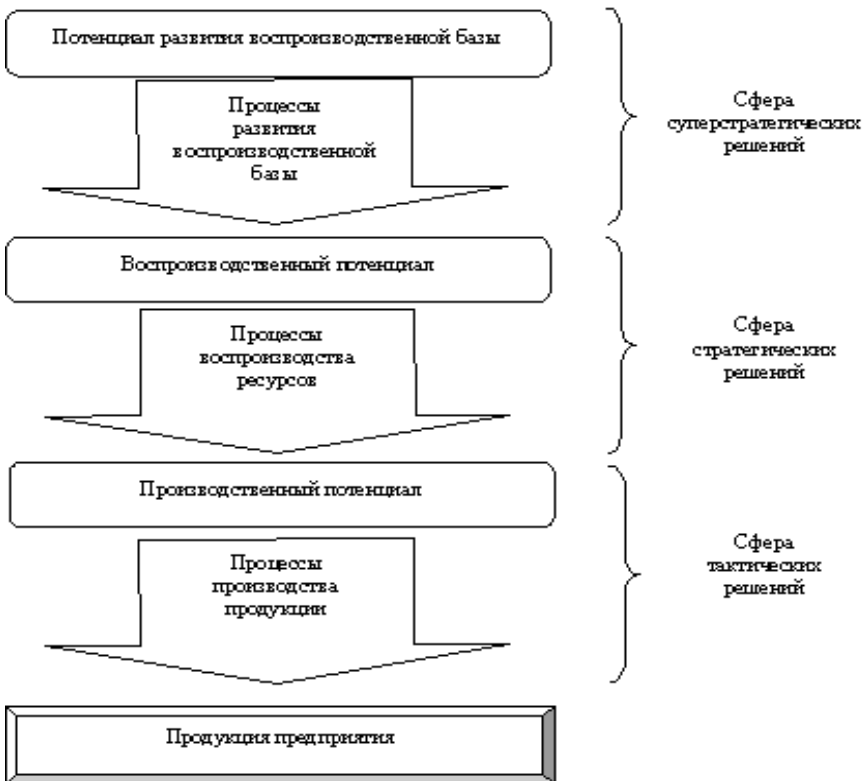 Потенциал развития воспроизводственной базы
Процессы
развития
воспроизводственной
базы
Сфера
суперстратегических
решений
Воспроизводственный потенциал
Процессы
воспроизводства
ресурсов
Сфера
стратегических
решений
Производственный потенциал
Процессы
производства
продукции
Сфера
тактических
решений
Продукция предприятия